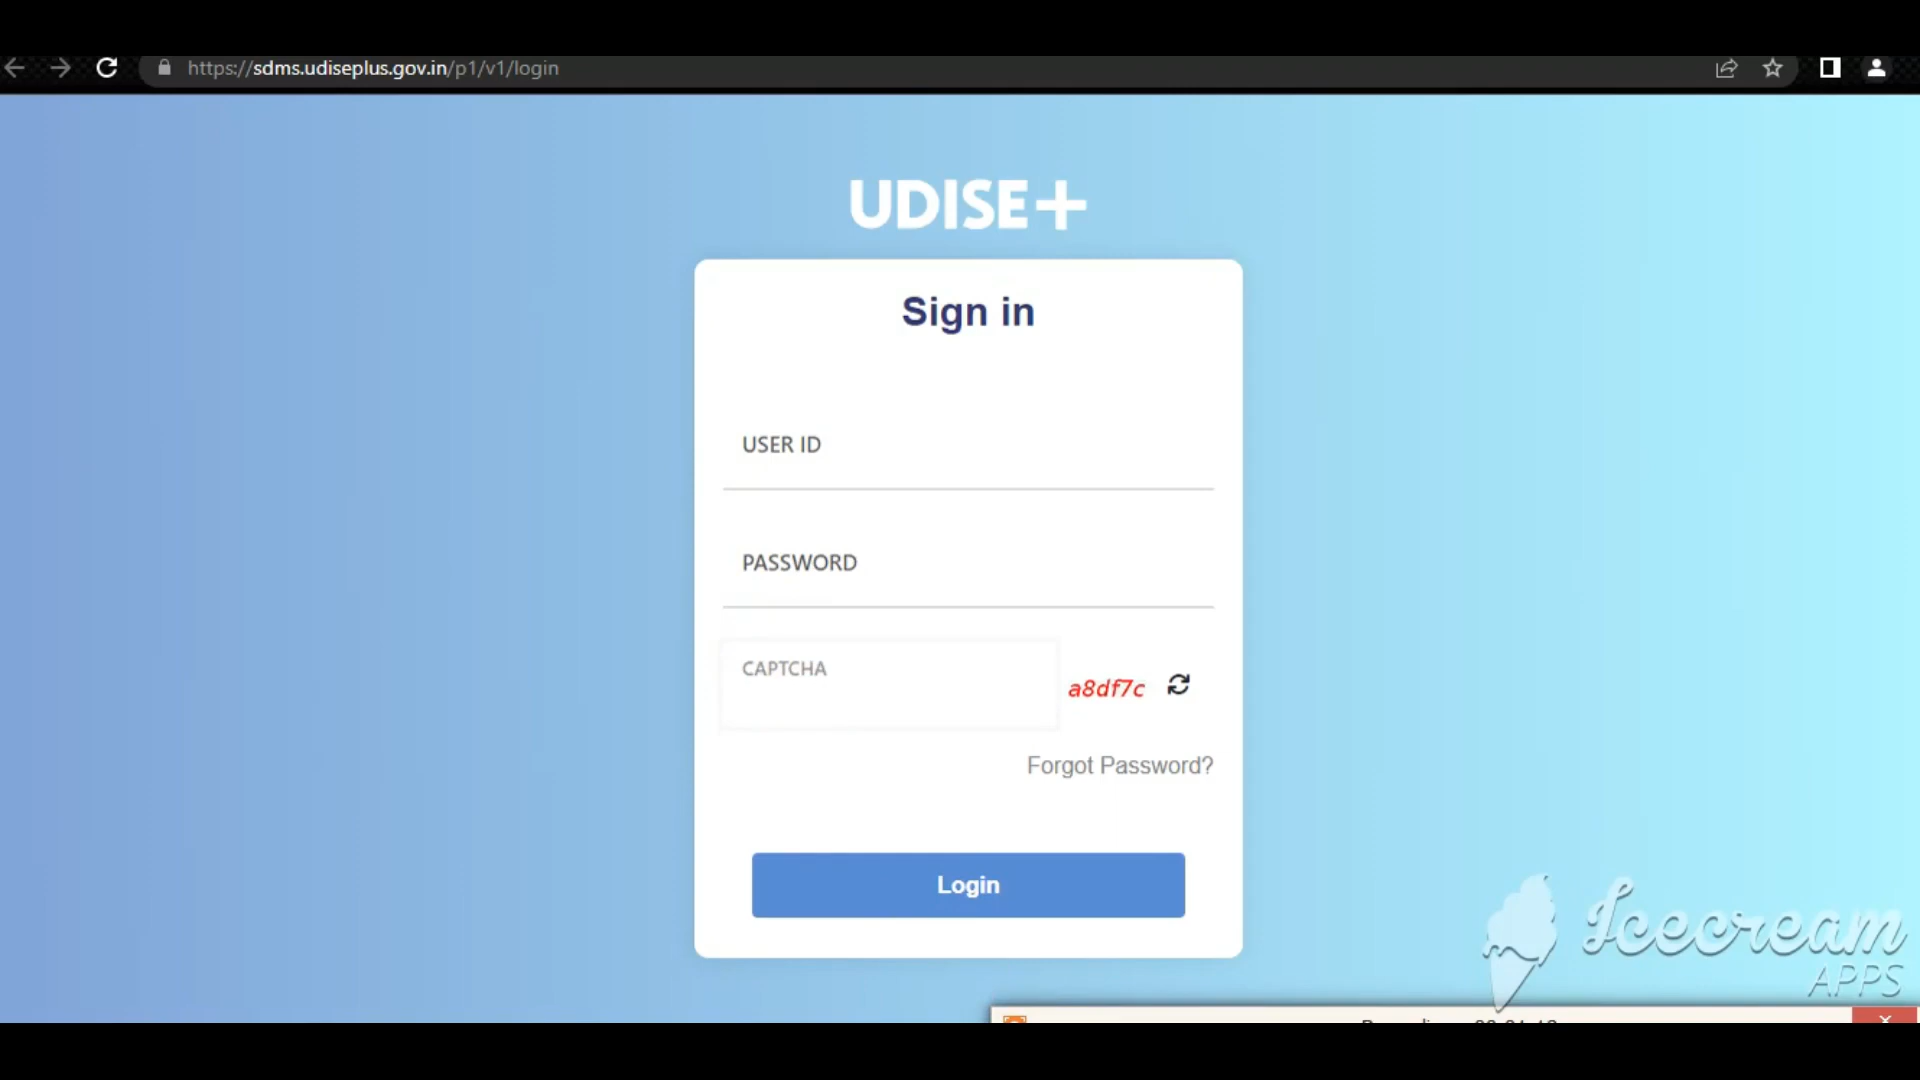 https://sdms.udiseplus.gov.in/p1/v1/login
UDISE+
Sign in
USER ID
PASSWORD
CAPTCHA
a8df7c
Forgot Password?
Login
Icecream
APPS